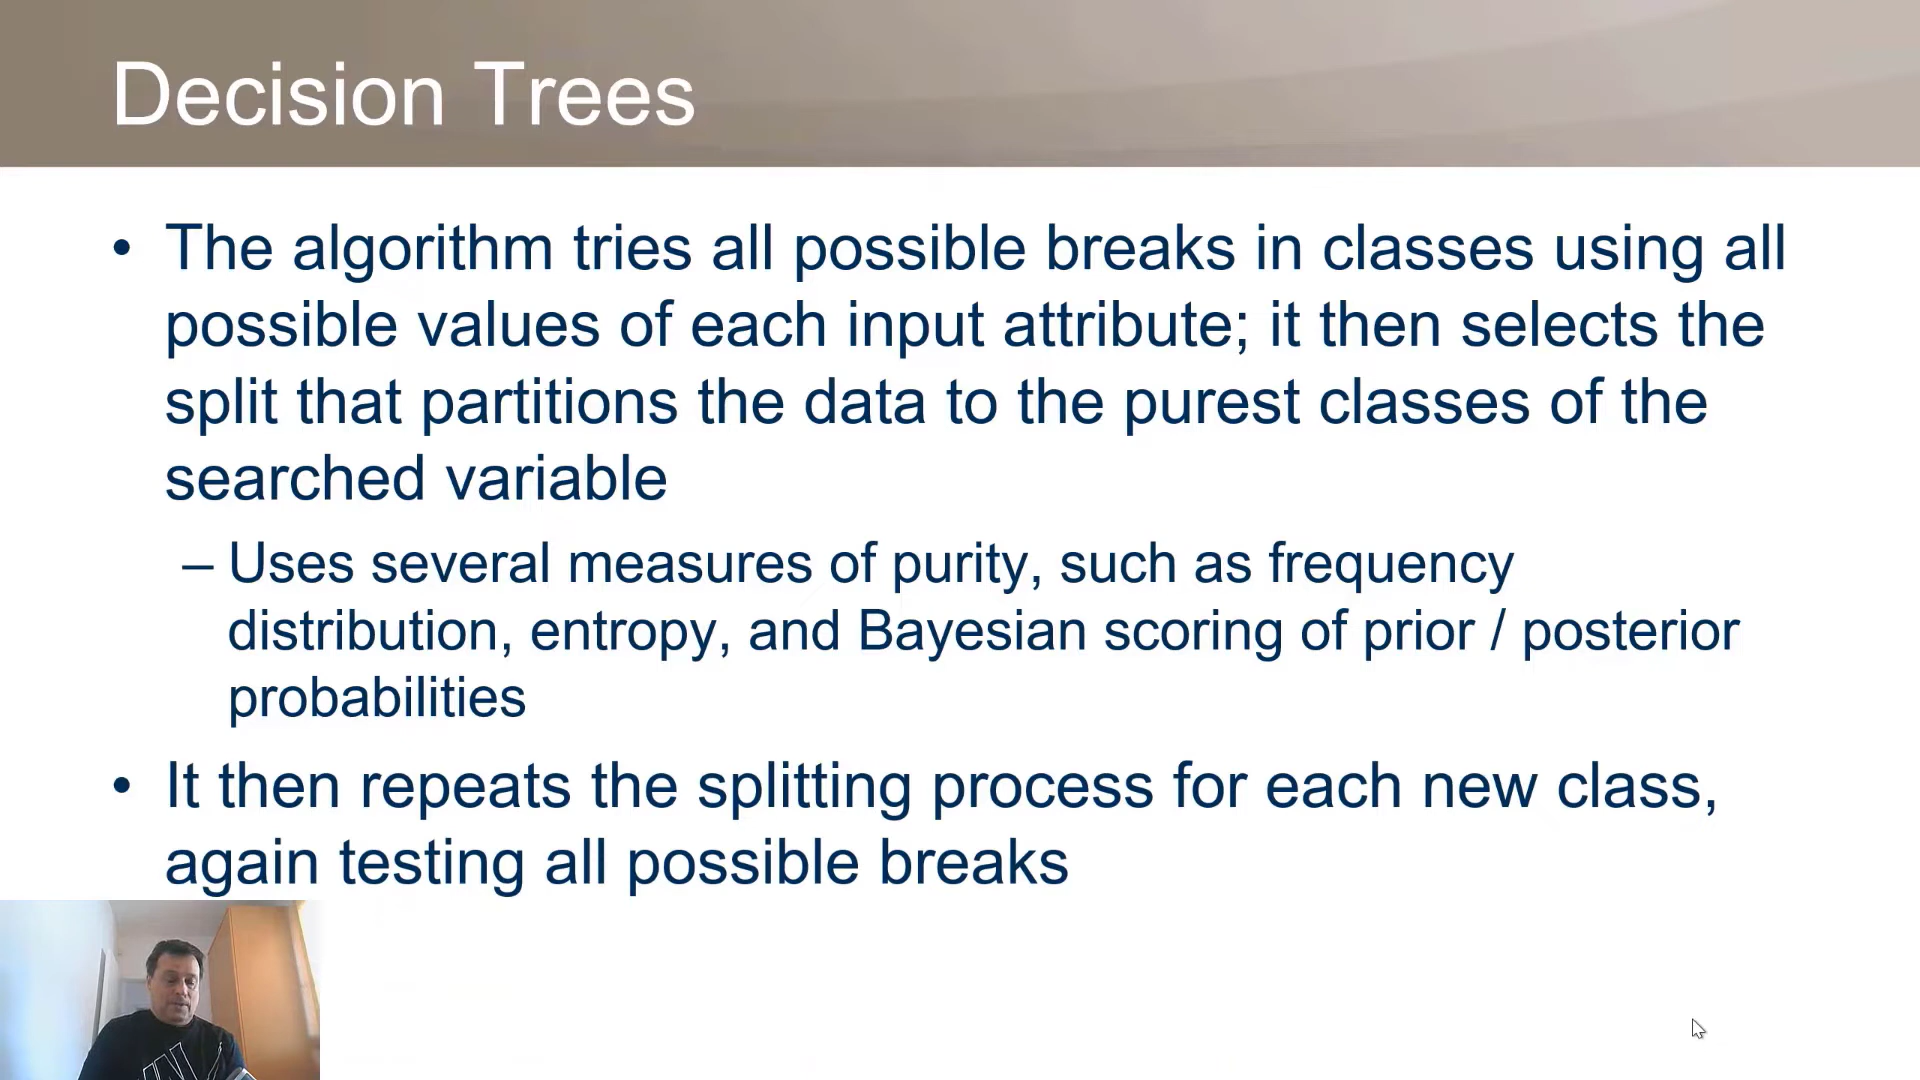 Decision Trees
• The algorithm tries all possible breaks in classes using all
possible values of each input attribute; it then selects the
split that partitions the data to the purest classes of the
searched variable
– Uses several measures of purity, such as frequency
distribution, entropy, and Bayesian scoring of prior / posterior
probabilities
• It then repeats the splitting process for each new class,
again testing all possible breaks